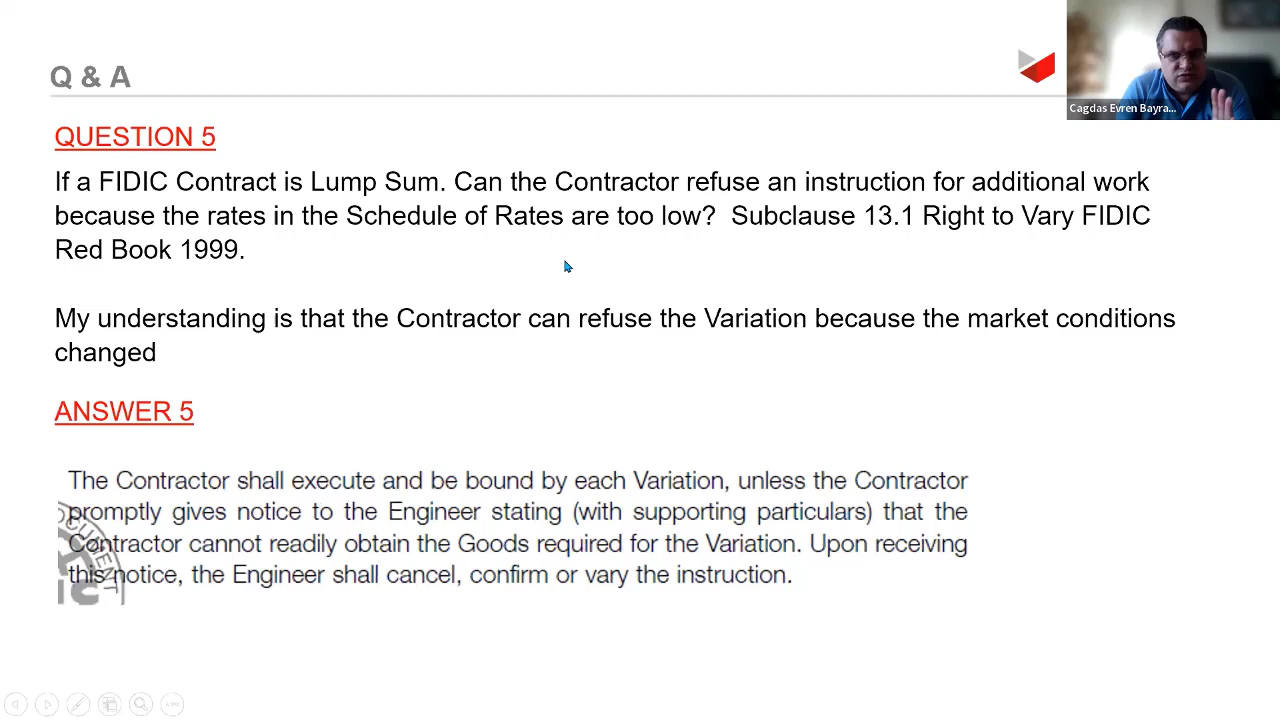 Q & A
Cagdas Evren Bayra...
QUESTION 5
If a FIDIC Contract is Lump Sum. Can the Contractor refuse an instruction for additional work
because the rates in the Schedule of Rates are too low?  Subclause 13.1 Right to Vary FIDIC
Red Book 1999.
My understanding is that the Contractor can refuse the Variation because the market conditions
changed
ANSWER 5
The Contractor shall execute and be bound by each Variation, unless the Contractor
promptly gives notice to the Engineer stating (with supporting particulars) that the
Contractor cannot readily obtain the Goods required for the Variation. Upon receiving
this notice, the Engineer shall cancel, confirm or vary the instruction.